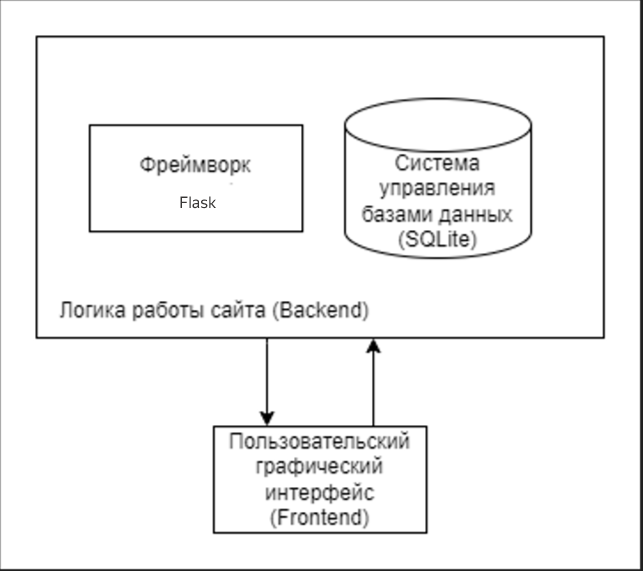 Фреймворк
Flask
Система
управления
базами данных
(SQLite)
Логика работы сайта (Backend)
Пользовательский
графический
интерфейс
(Frontend)